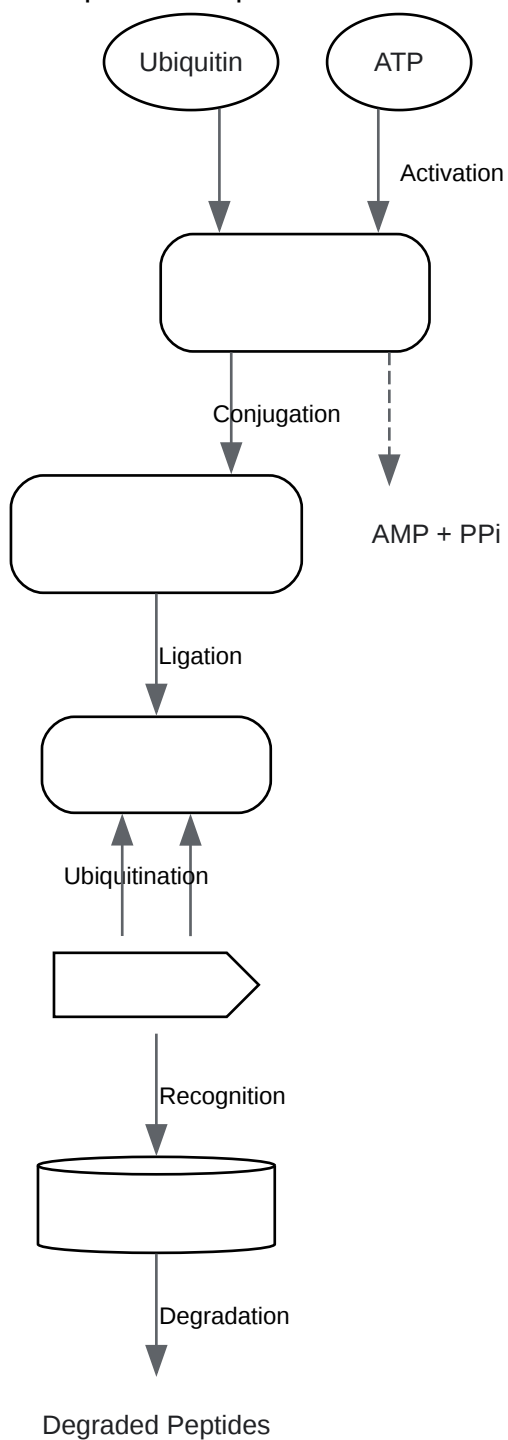 Ubiquitin
ATP
Activation
Conjugation
AMP + PPi
Ligation
Ubiquitination
Recognition
Degradation
Degraded Peptides